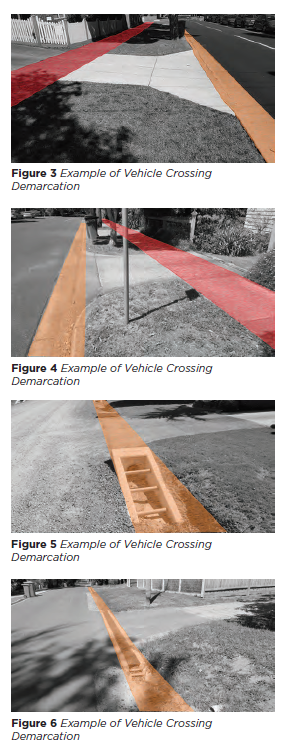 Figure 3 Example of Vehicle Crossing
Demarcation
Figure 4 Example of Vehicle Crossing
Demarcation
Figure 5 Example of Vehicle Crossing
Demarcation
Figure 6 Example of Vehicle Crossing
Demarcation